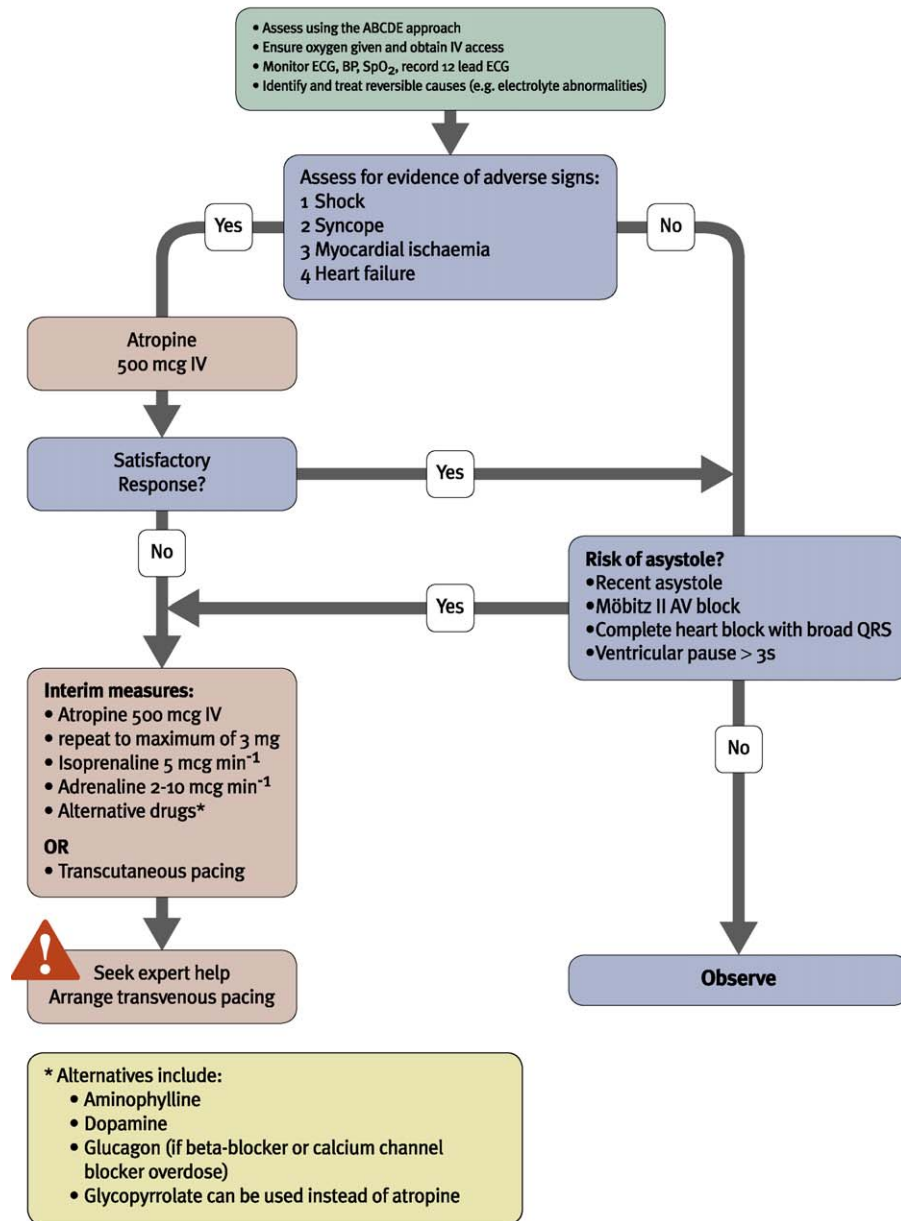 • Assess using the ABCDE approach
• Ensure oxygen given and obtain IV access
• Monitor ECG, BP, SpO₂, record 12 lead ECG
• Identify and treat reversible causes (e.g. electrolyte abnormalities)
Assess for evidence of adverse signs:
1 Shock
2 Syncope
3 Myocardial ischaemia
4 Heart failure
Yes
No
Atropine
500 mcg IV
Satisfactory
Response?
Yes
No
Risk of asystole?
•Recent asystole
•Möbitz II AV block
•Complete heart block with broad QRS
•Ventricular pause > 3s
Yes
No
Interim measures:
• Atropine 500 mcg IV
• repeat to maximum of 3 mg
• Isoprenaline 5 mcg min⁻¹
• Adrenaline 2-10 mcg min⁻¹
• Alternative drugs*
OR
• Transcutaneous pacing
!
Seek expert help
Arrange transvenous pacing
Observe
* Alternatives include:
• Aminophylline
• Dopamine
• Glucagon (if beta-blocker or calcium channel
blocker overdose)
• Glycopyrrolate can be used instead of atropine